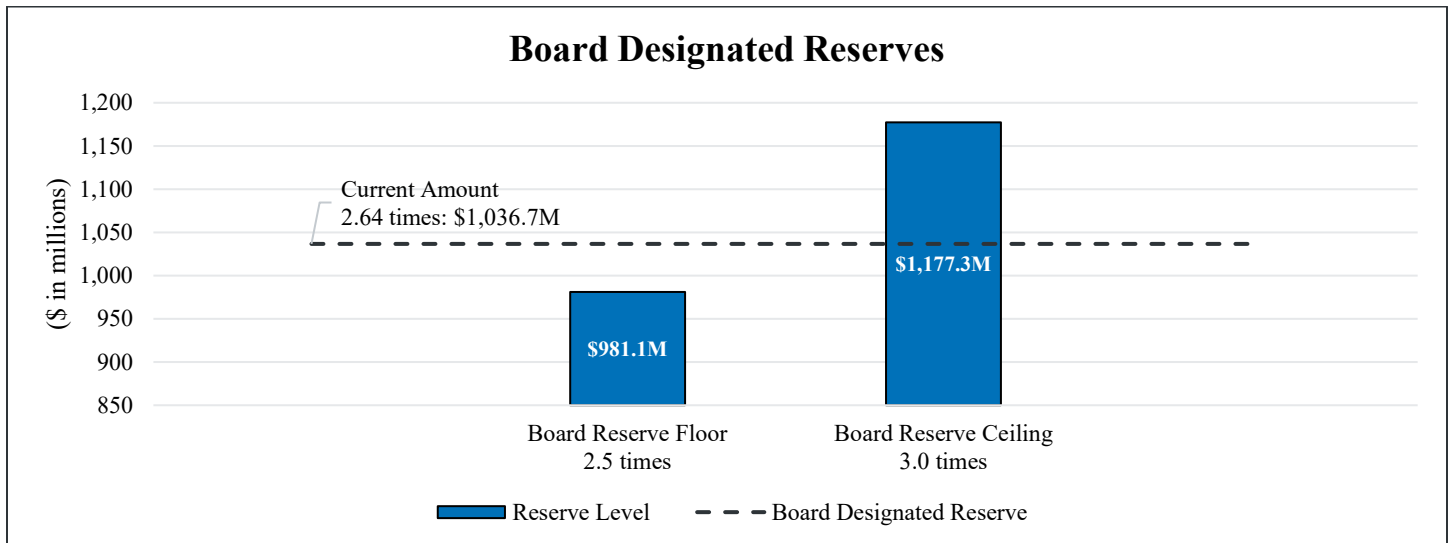 Board Designated Reserves
1,200
1,150
1,100
1,050
1,000
950
900
850
($ in millions)
Current Amount
2.64 times: $1,036.7M
$981.1M
$1,177.3M
Board Reserve Floor
2.5 times
Board Reserve Ceiling
3.0 times
Reserve Level
Board Designated Reserve